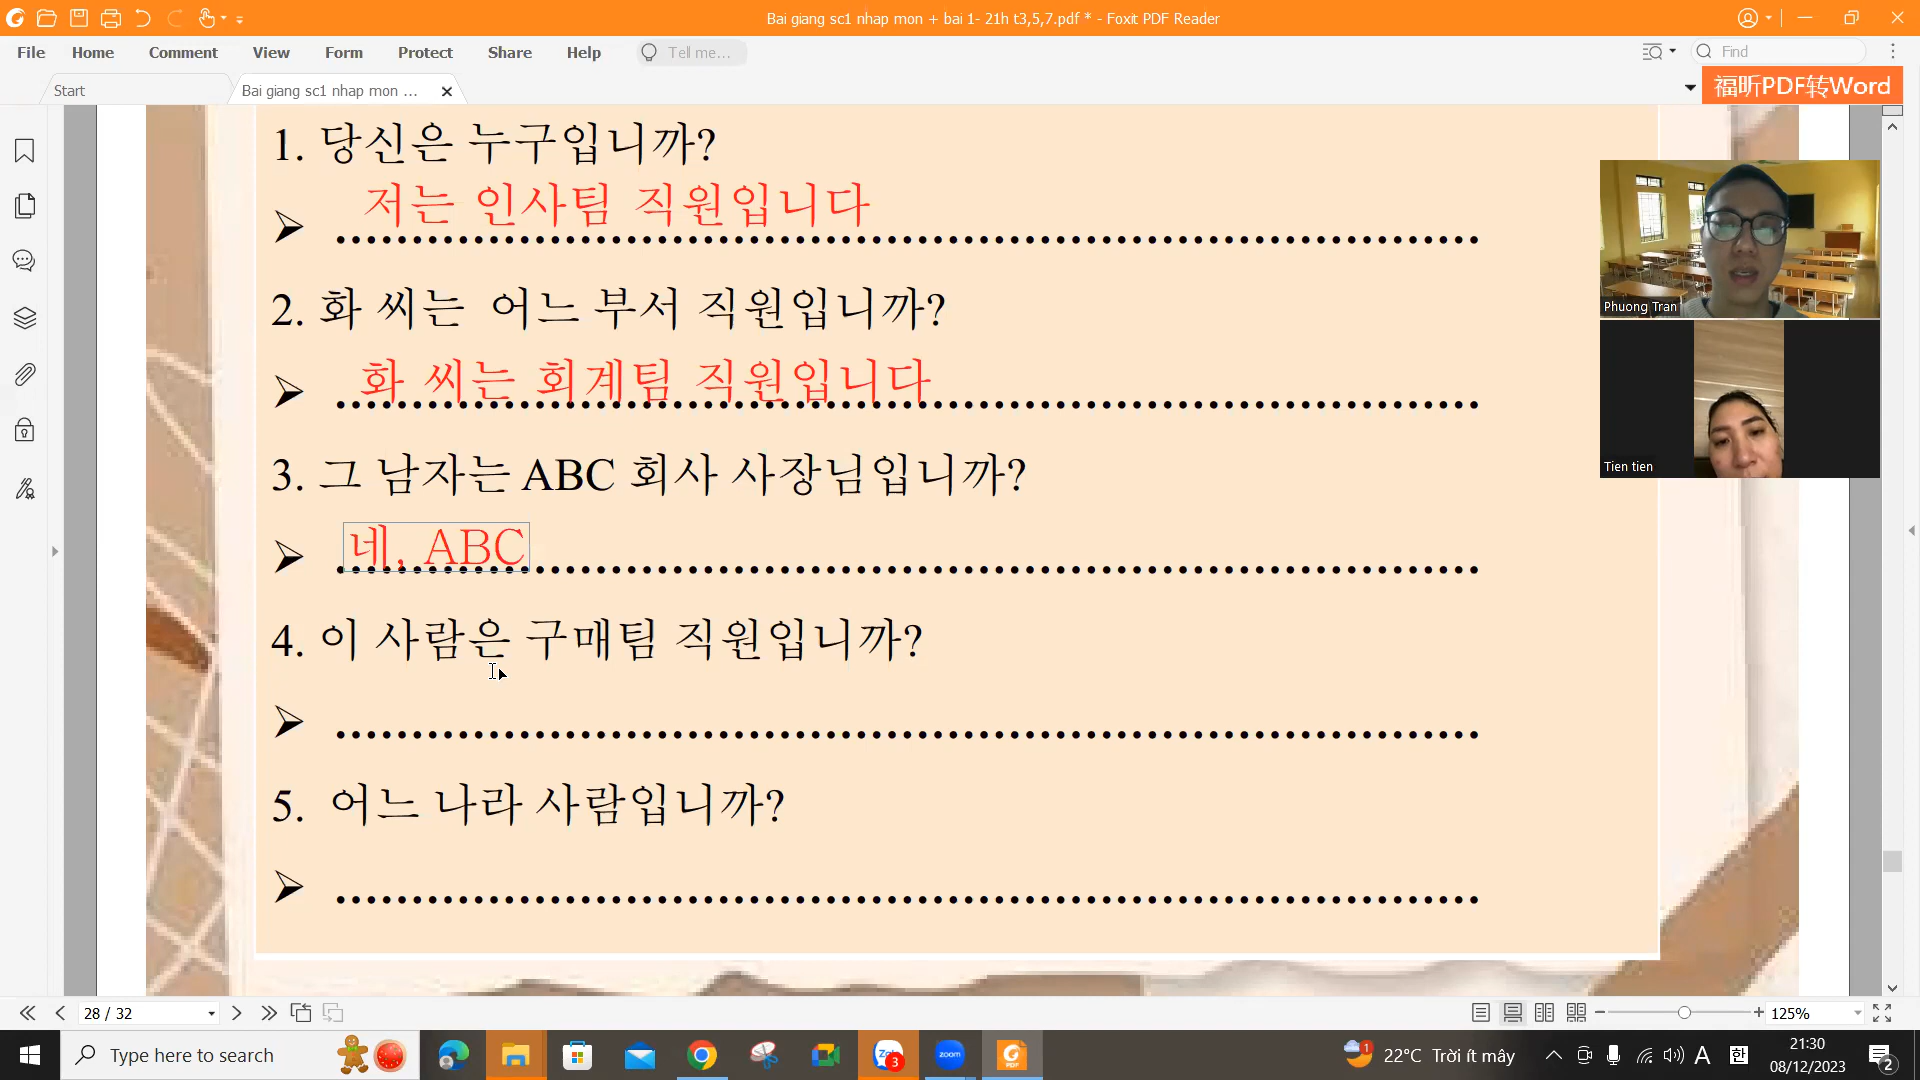 Bai giang sc1 nhap mon + bai 1- 21h t3,5,7.pdf * - Foxit PDF Reader
File Home Comment View Form Protect Share Help Tell me... Find
Start Bai giang sc1 nhap mon ... 福昕PDF转Word
1. 당신은 누구입니까?
저는 인사팀 직원입니다
2. 화 씨는 어느 부서 직원입니까?
화 씨는 회계팀 직원입니다
3. 그 남자는 ABC 회사 사장님입니까?
네, ABC
4. 이 사람은 구매팀 직원입니까?
5. 어느 나라 사람입니까?
Phuong Tran
Tien tien
28 / 32 125%
Type here to search Zalo 3 zoom PDF 1 22°C Trời ít mây A 한 21:30
08/12/2023 2